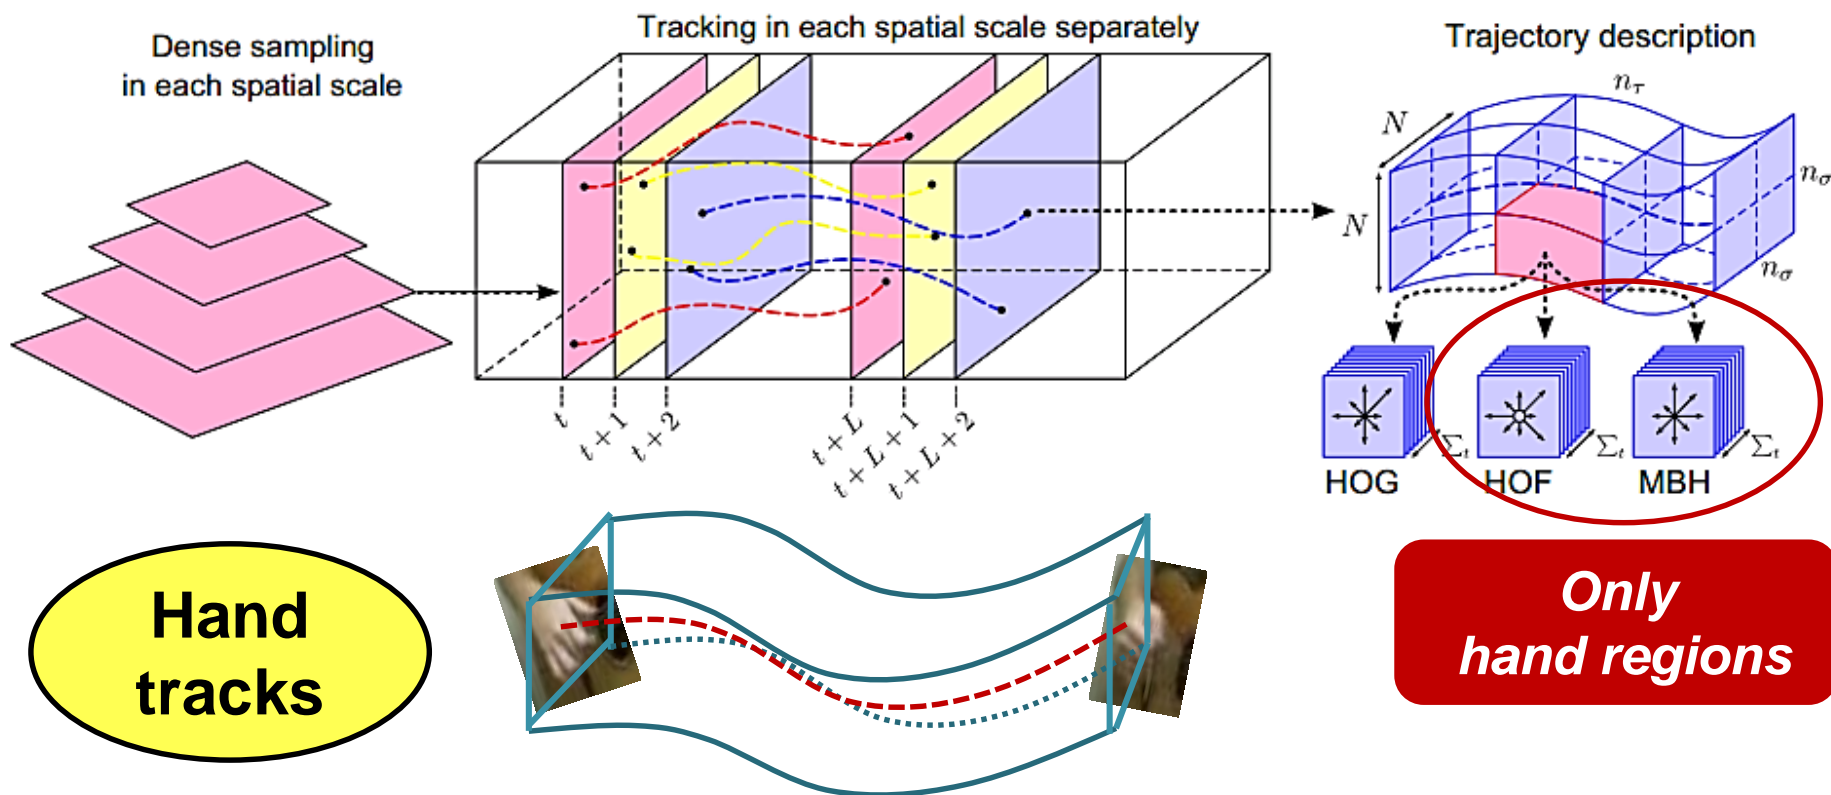 Dense sampling
in each spatial scale
Tracking in each spatial scale separately
Trajectory description
n_τ
N
N
n_σ
n_σ
t
t+1
t+2
t+L
t+L+1
t+L+2
Σ_t
Σ_t
Σ_t
HOG
HOF
MBH
Hand
tracks
Only
hand regions